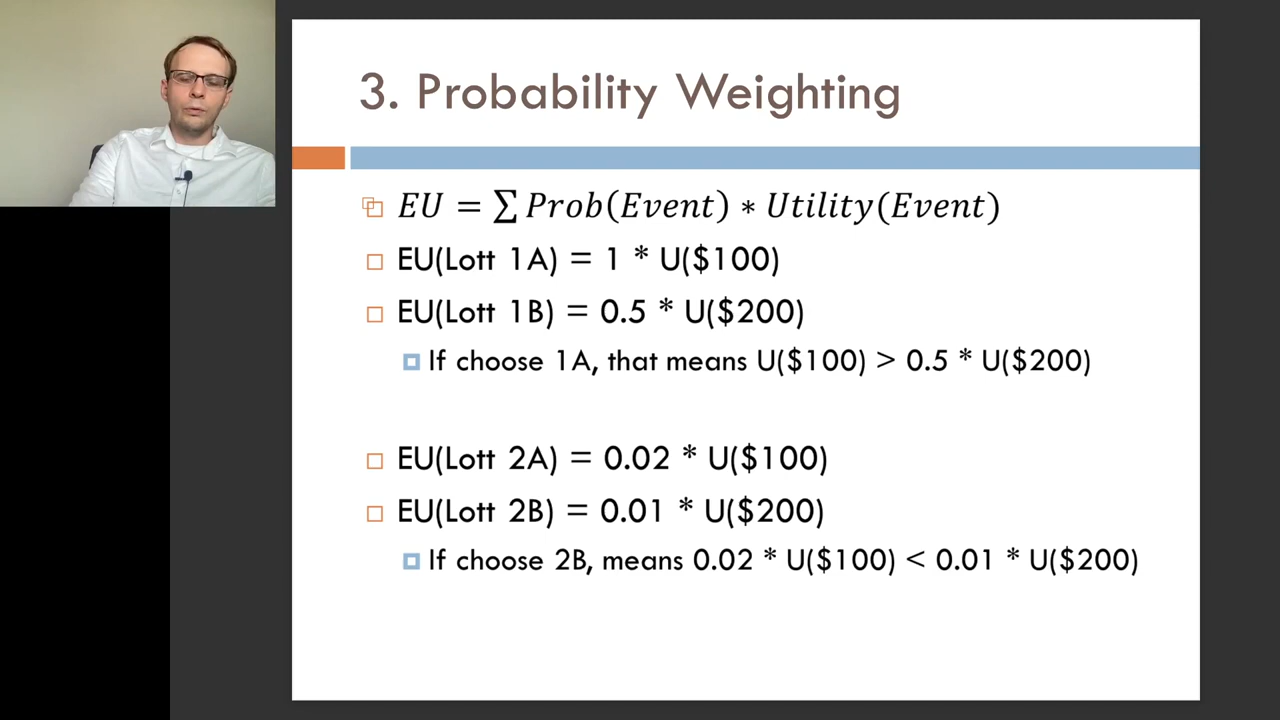 3. Probability Weighting
EU = ∑ Prob(Event) ∗ Utility(Event)
EU(Lott 1A) = 1 * U($100)
EU(Lott 1B) = 0.5 * U($200)
If choose 1A, that means U($100) > 0.5 * U($200)
EU(Lott 2A) = 0.02 * U($100)
EU(Lott 2B) = 0.01 * U($200)
If choose 2B, means 0.02 * U($100) < 0.01 * U($200)